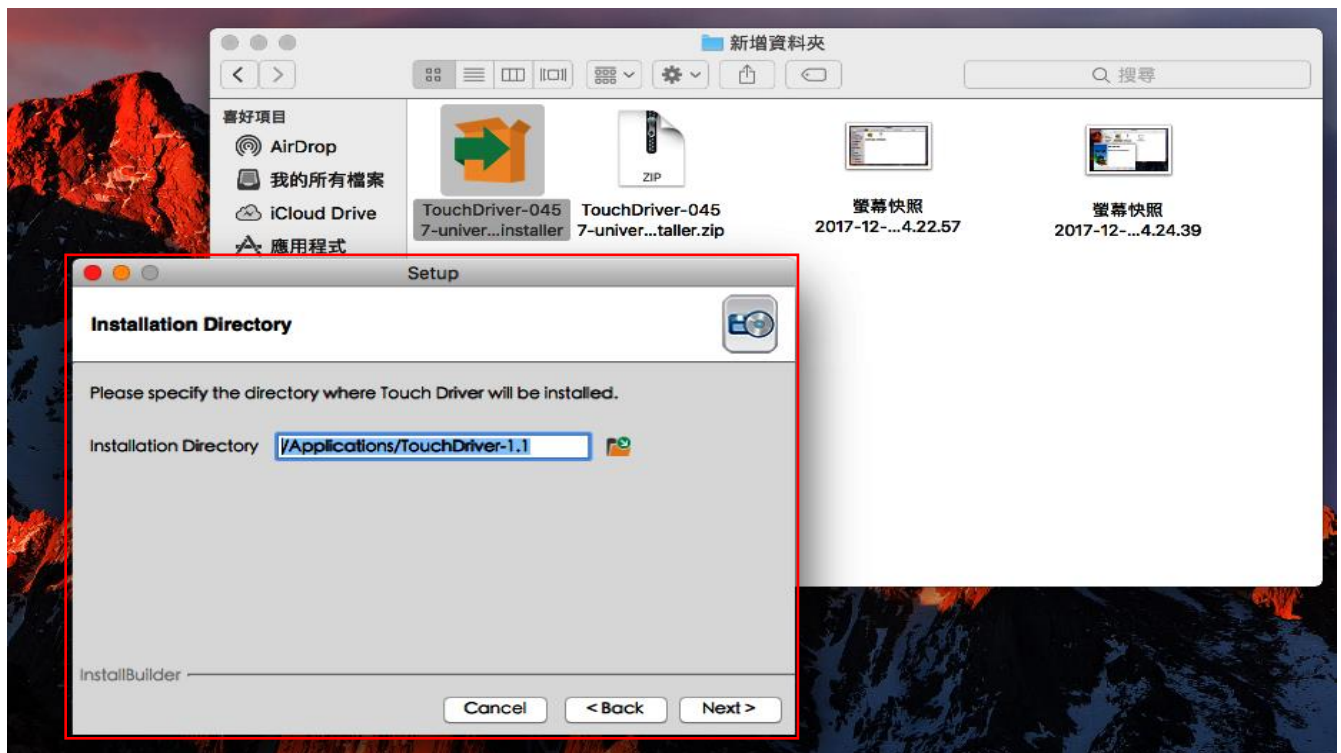 新增資料夾
搜尋
喜好項目
AirDrop
我的所有檔案
iCloud Drive
應用程式
ZIP
TouchDriver-045
7-univer...installer
TouchDriver-045
7-univer...taller.zip
螢幕快照
2017-12-...4.22.57
螢幕快照
2017-12-...4.24.39
Setup
Installation Directory
Please specify the directory where Touch Driver will be installed.
Installation Directory /Applications/TouchDriver-1.1
InstallBuilder
Cancel < Back Next >